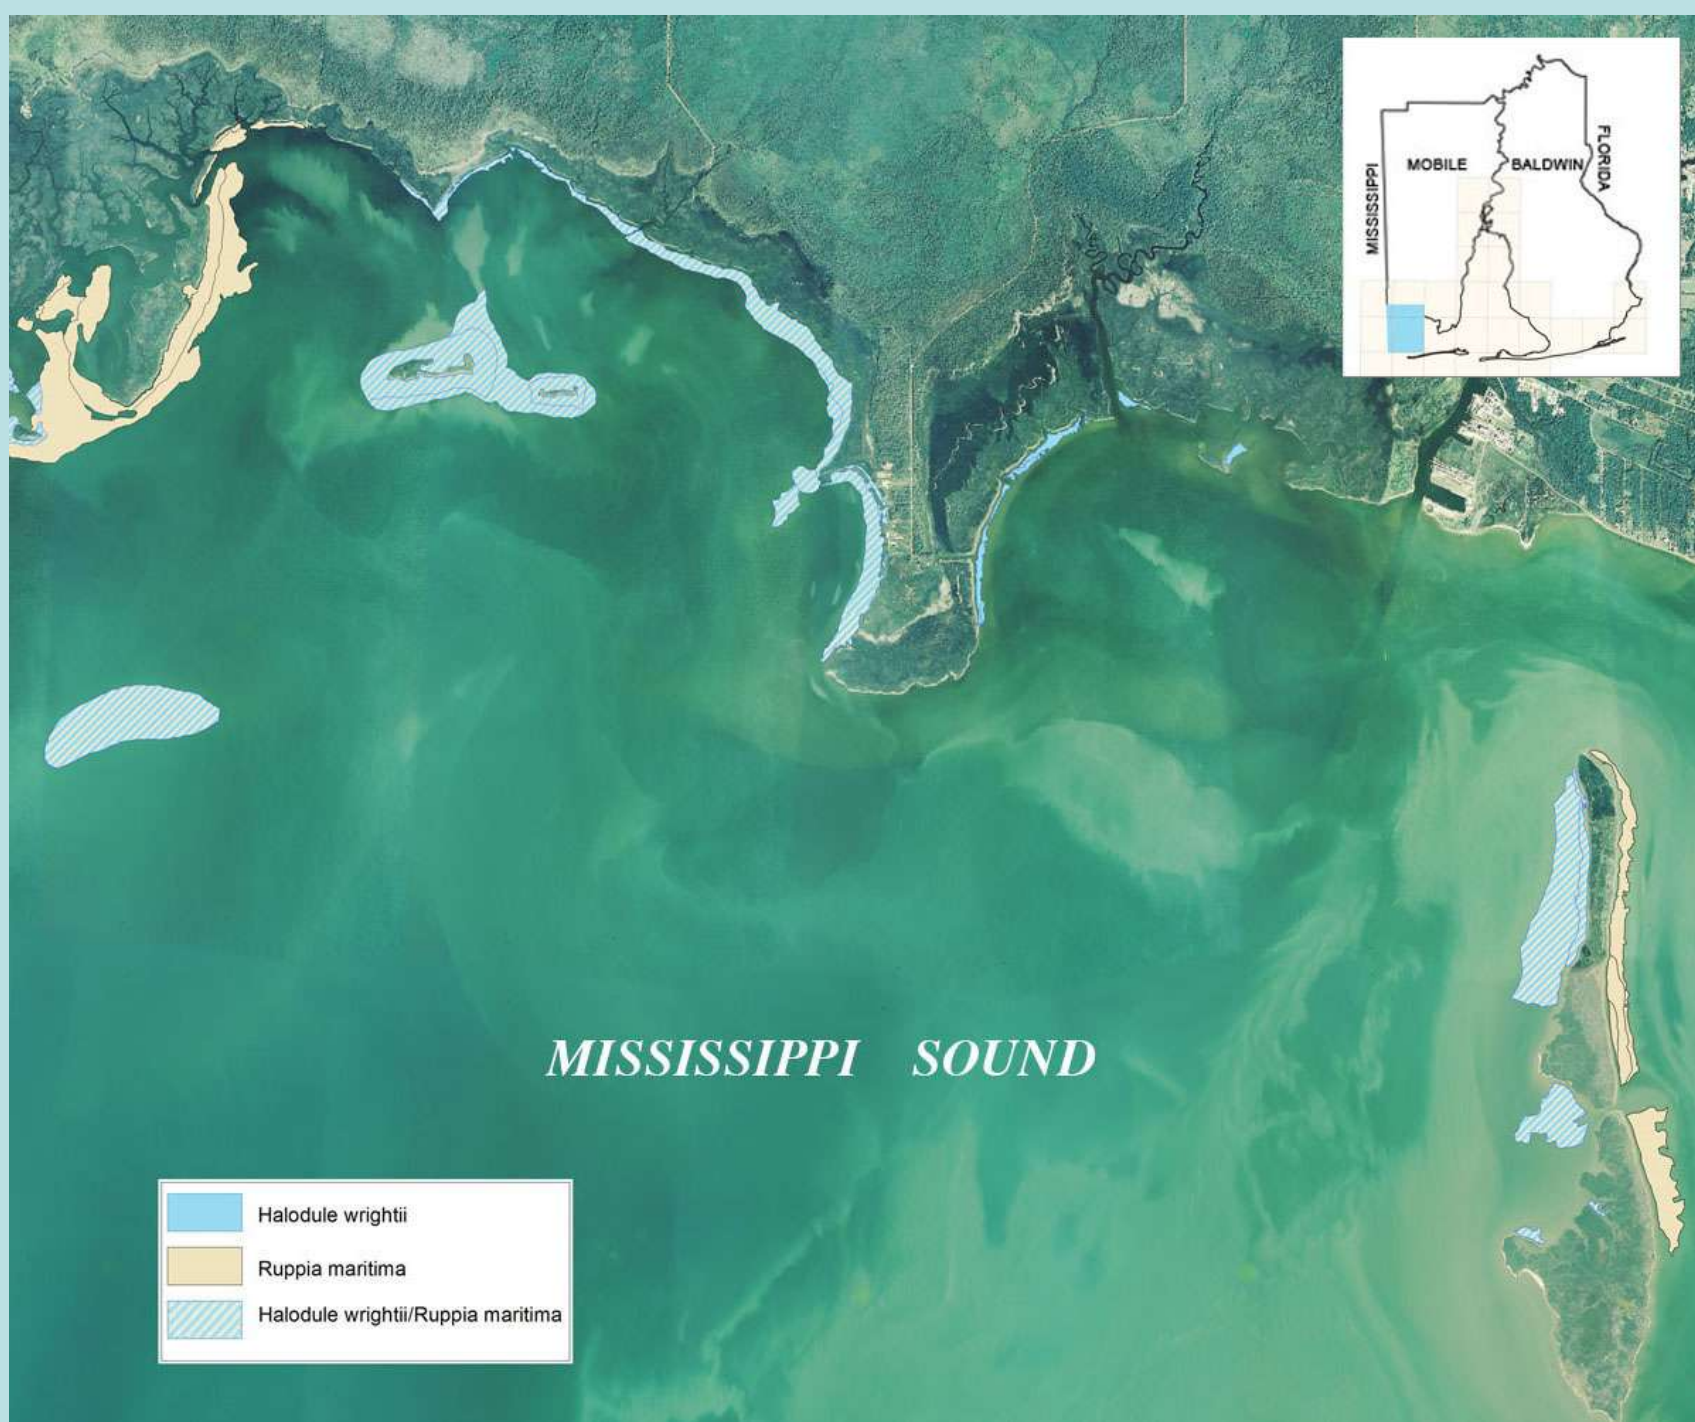 MOBILE
BALDWIN
FLORIDA
MISSISSIPPI
MISSISSIPPI SOUND
Halodule wrightii
Ruppia maritima
Halodule wrightii/Ruppia maritima